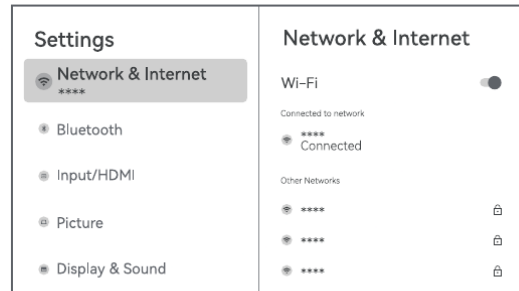 Settings
Network & Internet
****
Bluetooth
Input/HDMI
Picture
Display & Sound
Network & Internet
Wi-Fi
Connected to network
****
Connected
Other Networks
****
****
****